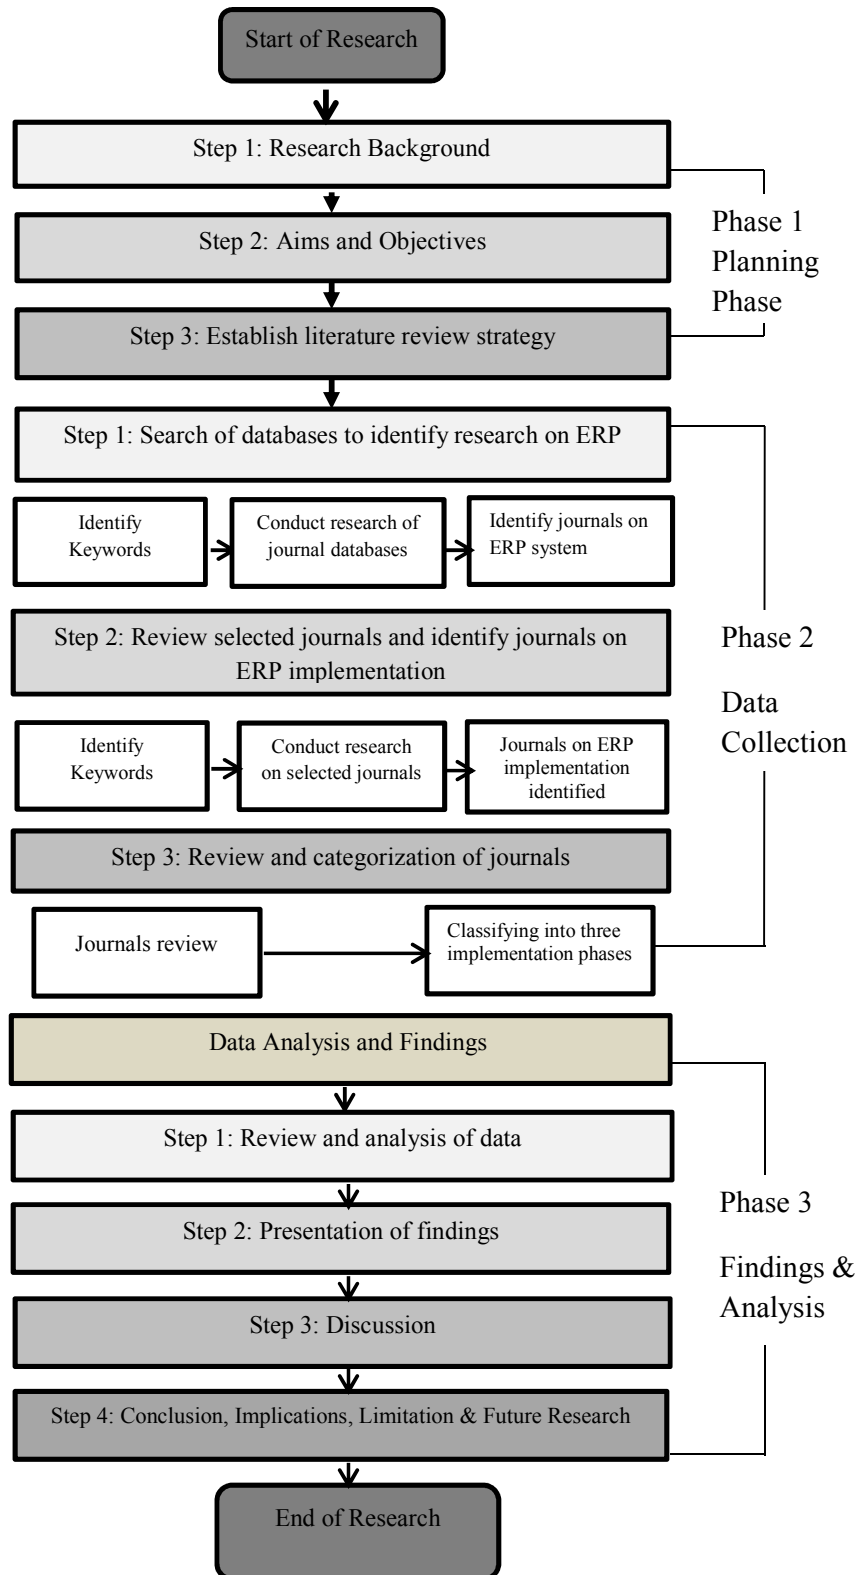 Start of Research
Step 1: Research Background
Step 2: Aims and Objectives
Step 3: Establish literature review strategy
Phase 1
Planning
Phase
Step 1: Search of databases to identify research on ERP
Identify
Keywords
Conduct research of
journal databases
Identify journals on
ERP system
Step 2: Review selected journals and identify journals on
ERP implementation
Identify
Keywords
Conduct research
on selected journals
Journals on ERP
implementation
identified
Step 3: Review and categorization of journals
Journals review
Classifying into three
implementation phases
Phase 2
Data
Collection
Data Analysis and Findings
Step 1: Review and analysis of data
Step 2: Presentation of findings
Step 3: Discussion
Step 4: Conclusion, Implications, Limitation & Future Research
Phase 3
Findings &
Analysis
End of Research